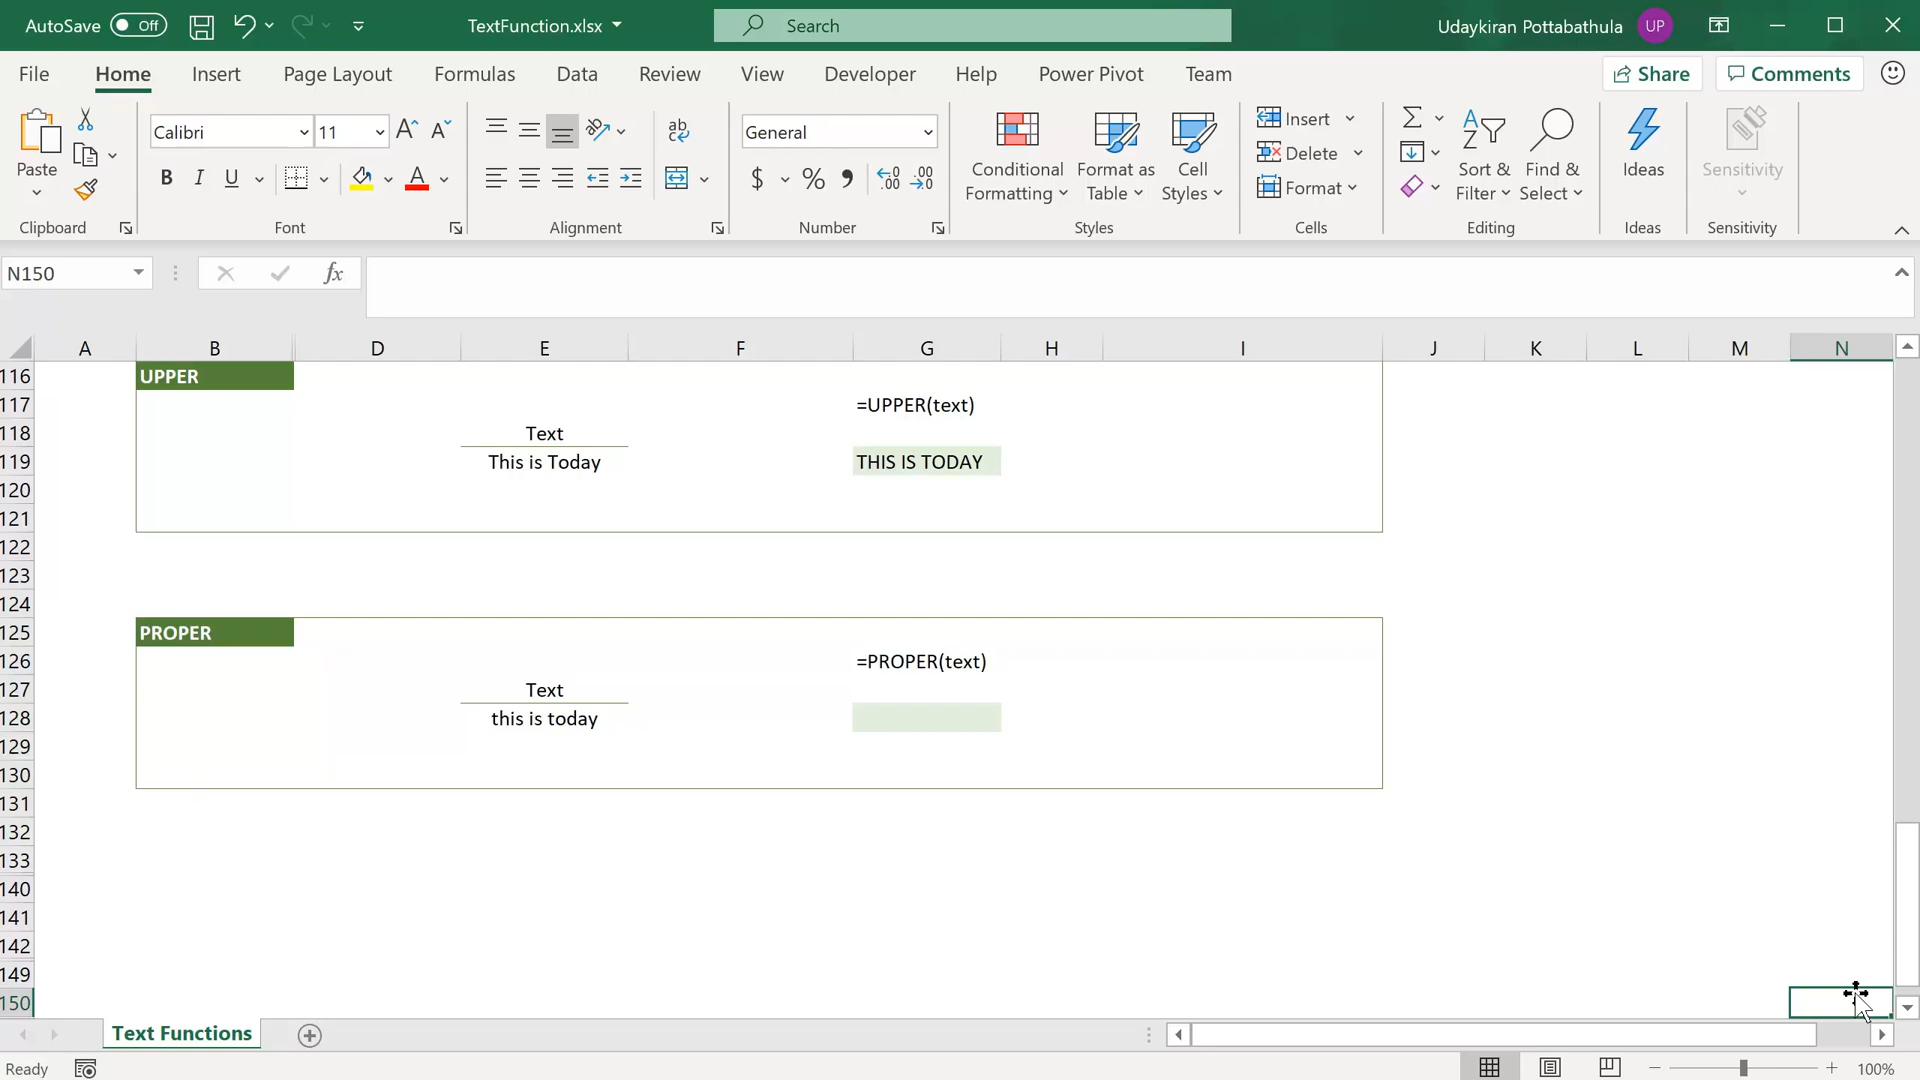 AutoSave Off TextFunction.xlsx Search Udaykiran Pottabathula UP
File Home Insert Page Layout Formulas Data Review View Developer Help Power Pivot Team Share Comments
Calibri 11 General
Paste
Conditional Formatting
Format as Table
Cell Styles
Insert
Delete
Format
Sort & Filter
Find & Select
Ideas
Sensitivity
Clipboard Font Alignment Number Styles Cells Editing Ideas Sensitivity
N150 fx
A B D E F G H I J K L M N
116 UPPER
117 =UPPER(text)
118 Text
119 This is Today THIS IS TODAY
120
121
122
123
124
125 PROPER
126 =PROPER(text)
127 Text
128 this is today
129
130
131
132
133
140
141
142
149
150
Text Functions
Ready 100%